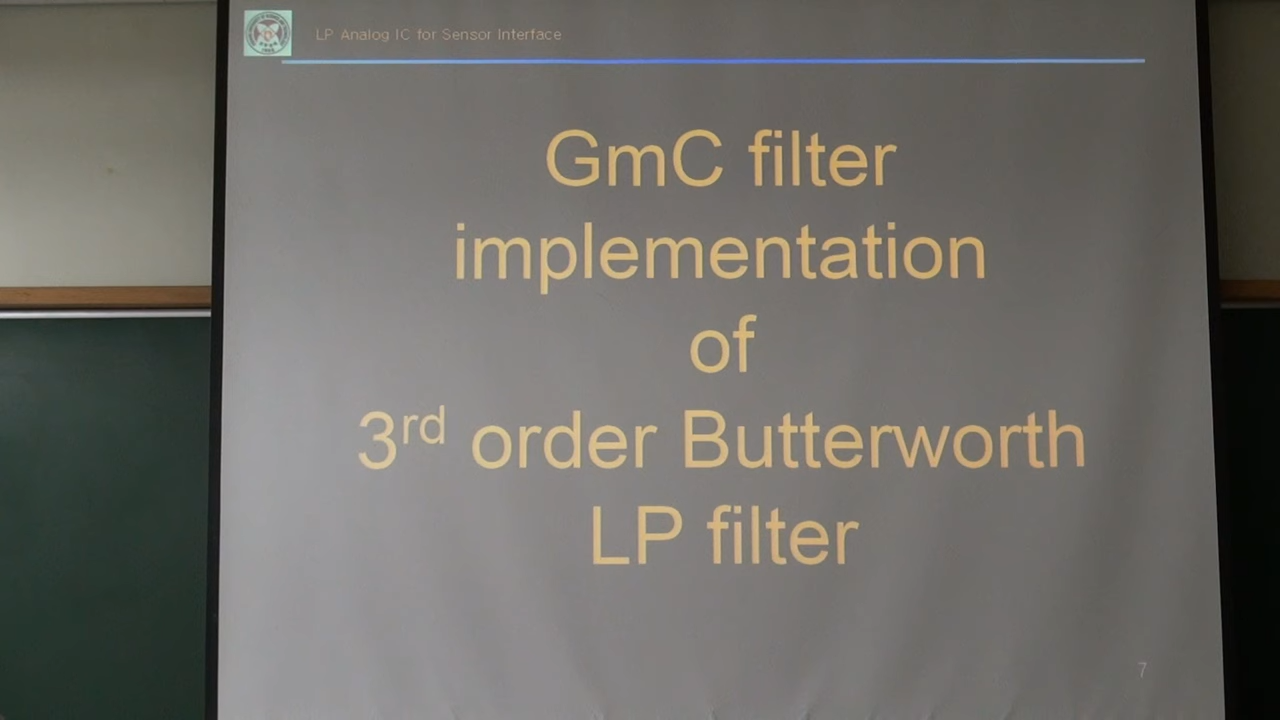 LP Analog IC for Sensor Interface
GmC filter
implementation
of
3rd order Butterworth
LP filter
7